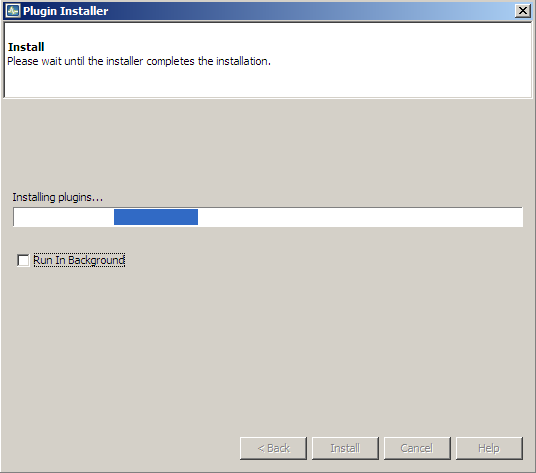 Plugin Installer
Install
Please wait until the installer completes the installation.
Installing plugins...
Run In Background
< Back Install Cancel Help